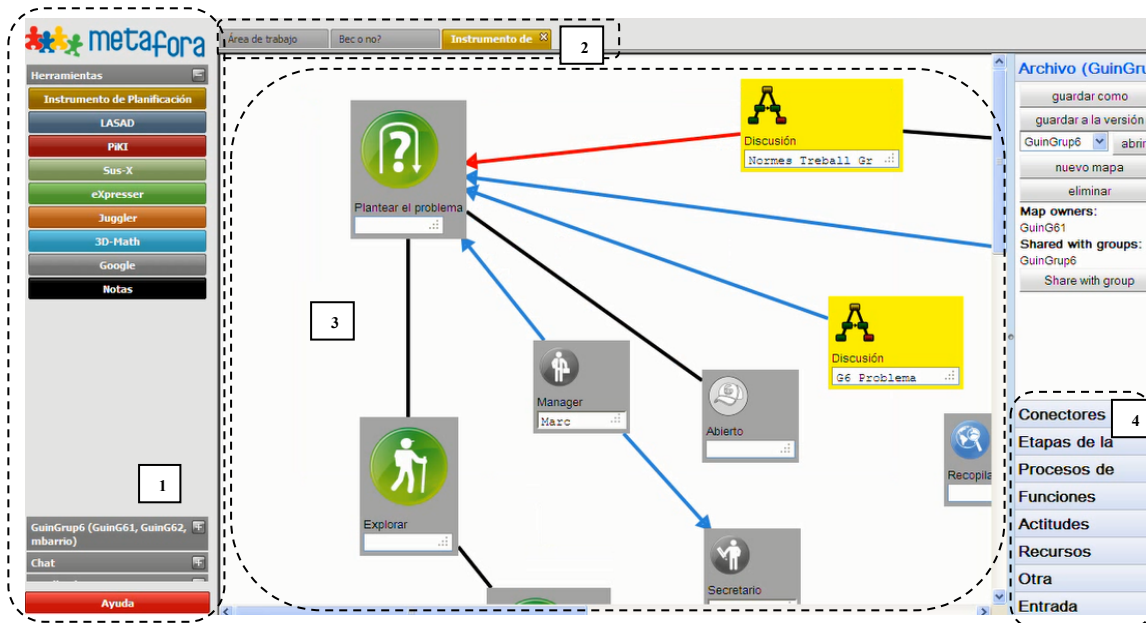 metafora
Herramientas
Instrumento de Planificación
LASAD
PiKI
Sus-X
eXpresser
Juggler
3D-Math
Google
Notas
1
GuinGrup6 (GuinG61, GuinG62,
mbarrio)
Chat
Ayuda
Área de trabajo
Bec o no?
Instrumento de
2
Plantear el problema
Discusión
Normes Treball Gr
3
Manager
Marc
Discusión
G6 Problema
Abierto
Explorar
Secretario
Archivo (GuinGru
guardar como
guardar a la versión
GuinGrup6
abrir
nuevo mapa
eliminar
Map owners:
GuinG61
Shared with groups:
GuinGrup6
Share with group
Conectores
4
Etapas de la
Procesos de
Funciones
Actitudes
Recursos
Otra
Entrada